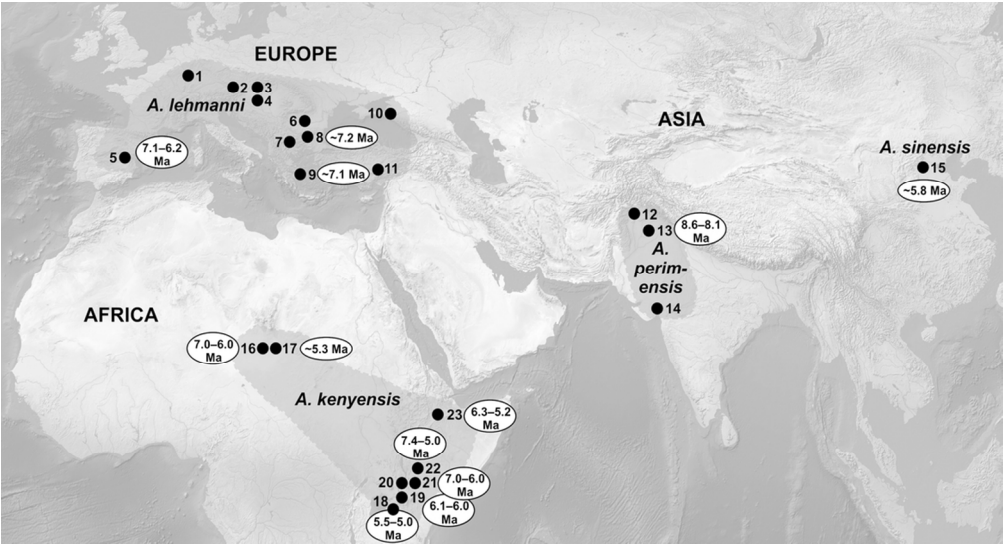 EUROPE
1
2
3
A. lehmanni
4
10
6
ASIA
7
8
~7.2 Ma
A. sinensis
5
7.1–6.2
Ma
9
~7.1 Ma
11
15
~5.8 Ma
12
13
8.6–8.1
Ma
A.
perim-
ensis
14
AFRICA
7.0–6.0
Ma
16
17
~5.3 Ma
A. kenyensis
23
6.3–5.2
Ma
7.4–5.0
Ma
22
20
21
7.0–6.0
Ma
18
19
6.1–6.0
Ma
5.5–5.0
Ma